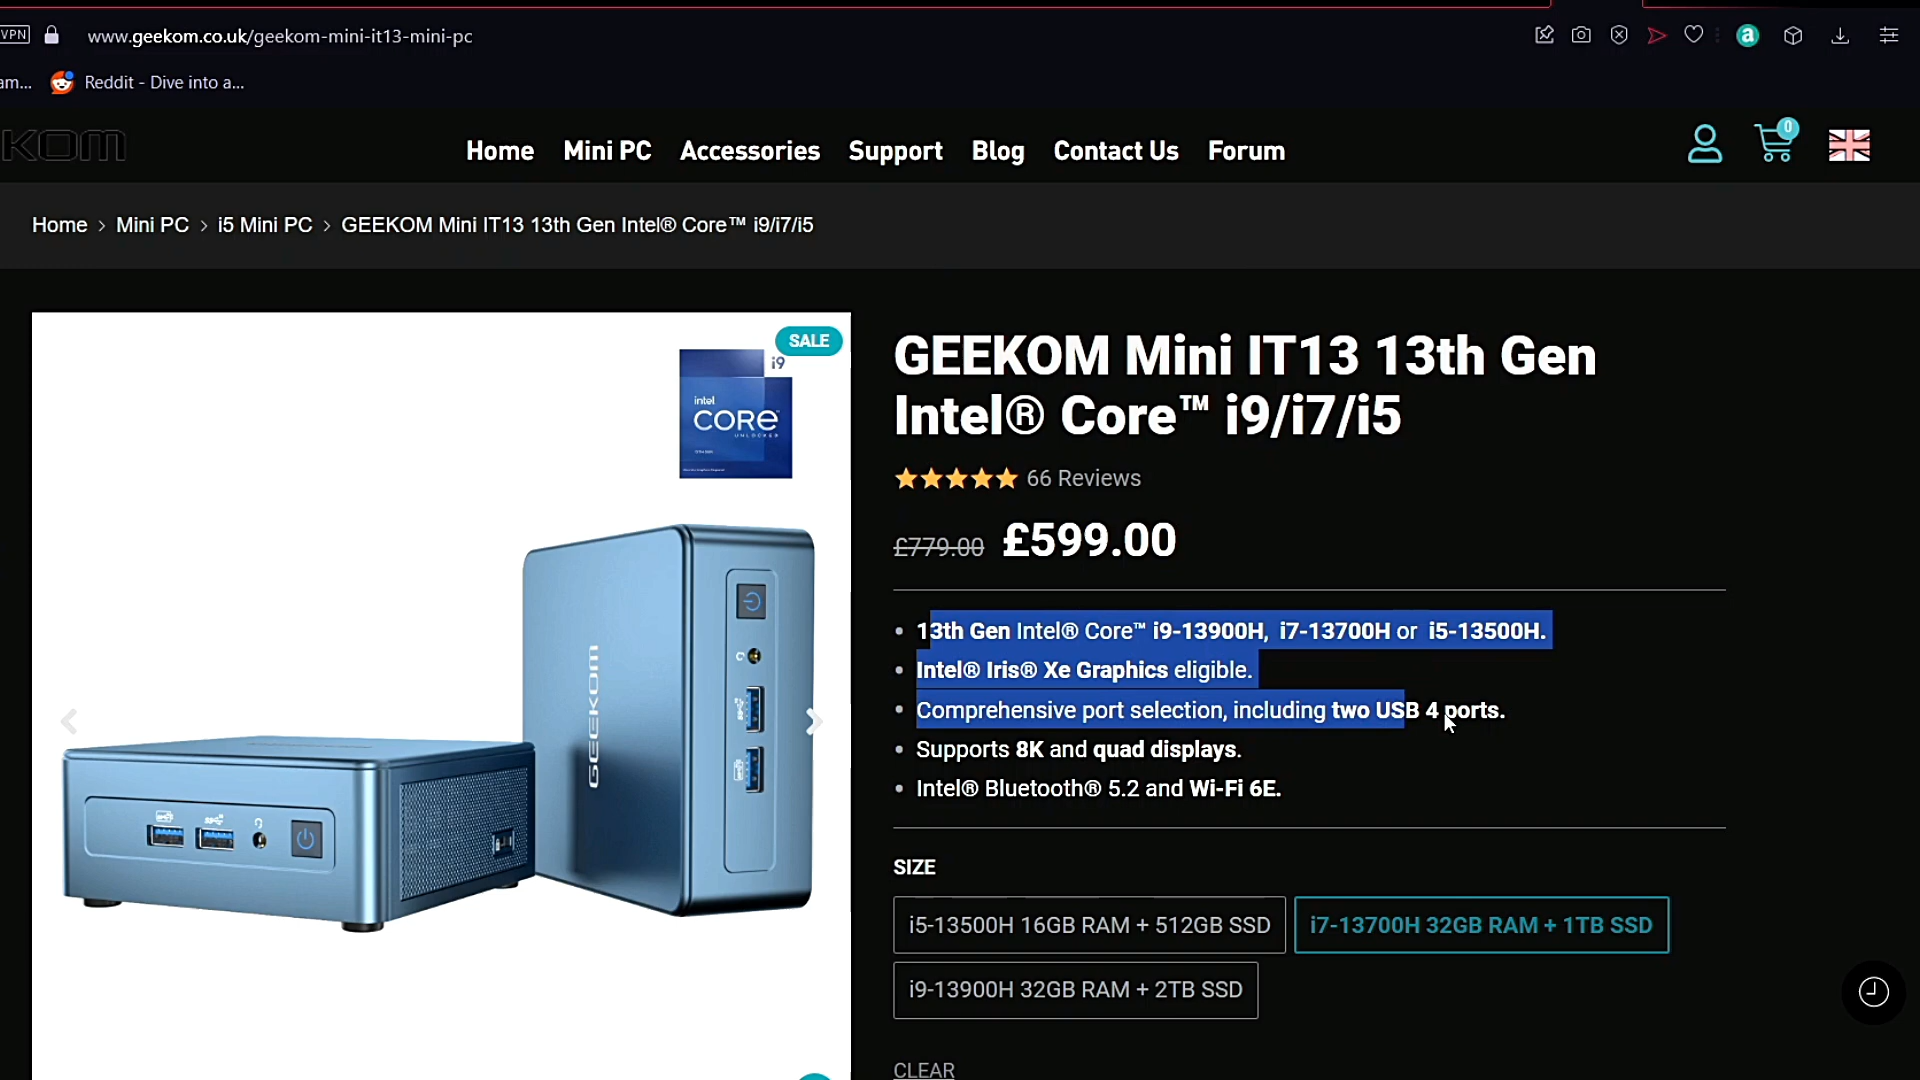 VPN
www.geekom.co.uk/geekom-mini-it13-mini-pc
am...
Reddit - Dive into a...
KOM
Home
Mini PC
Accessories
Support
Blog
Contact Us
Forum
0
Home > Mini PC > i5 Mini PC > GEEKOM Mini IT13 13th Gen Intel® Core™ i9/i7/i5
SALE
i9
intel
CORE
UNLOCKED
GEEKOM
GEEKOM Mini IT13 13th Gen
Intel® Core™ i9/i7/i5
66 Reviews
£779.00 £599.00
• 13th Gen Intel® Core™ i9-13900H, i7-13700H or i5-13500H.
• Intel® Iris® Xe Graphics eligible.
• Comprehensive port selection, including two USB 4 ports.
• Supports 8K and quad displays.
• Intel® Bluetooth® 5.2 and Wi-Fi 6E.
SIZE
i5-13500H 16GB RAM + 512GB SSD
i7-13700H 32GB RAM + 1TB SSD
i9-13900H 32GB RAM + 2TB SSD
CLEAR